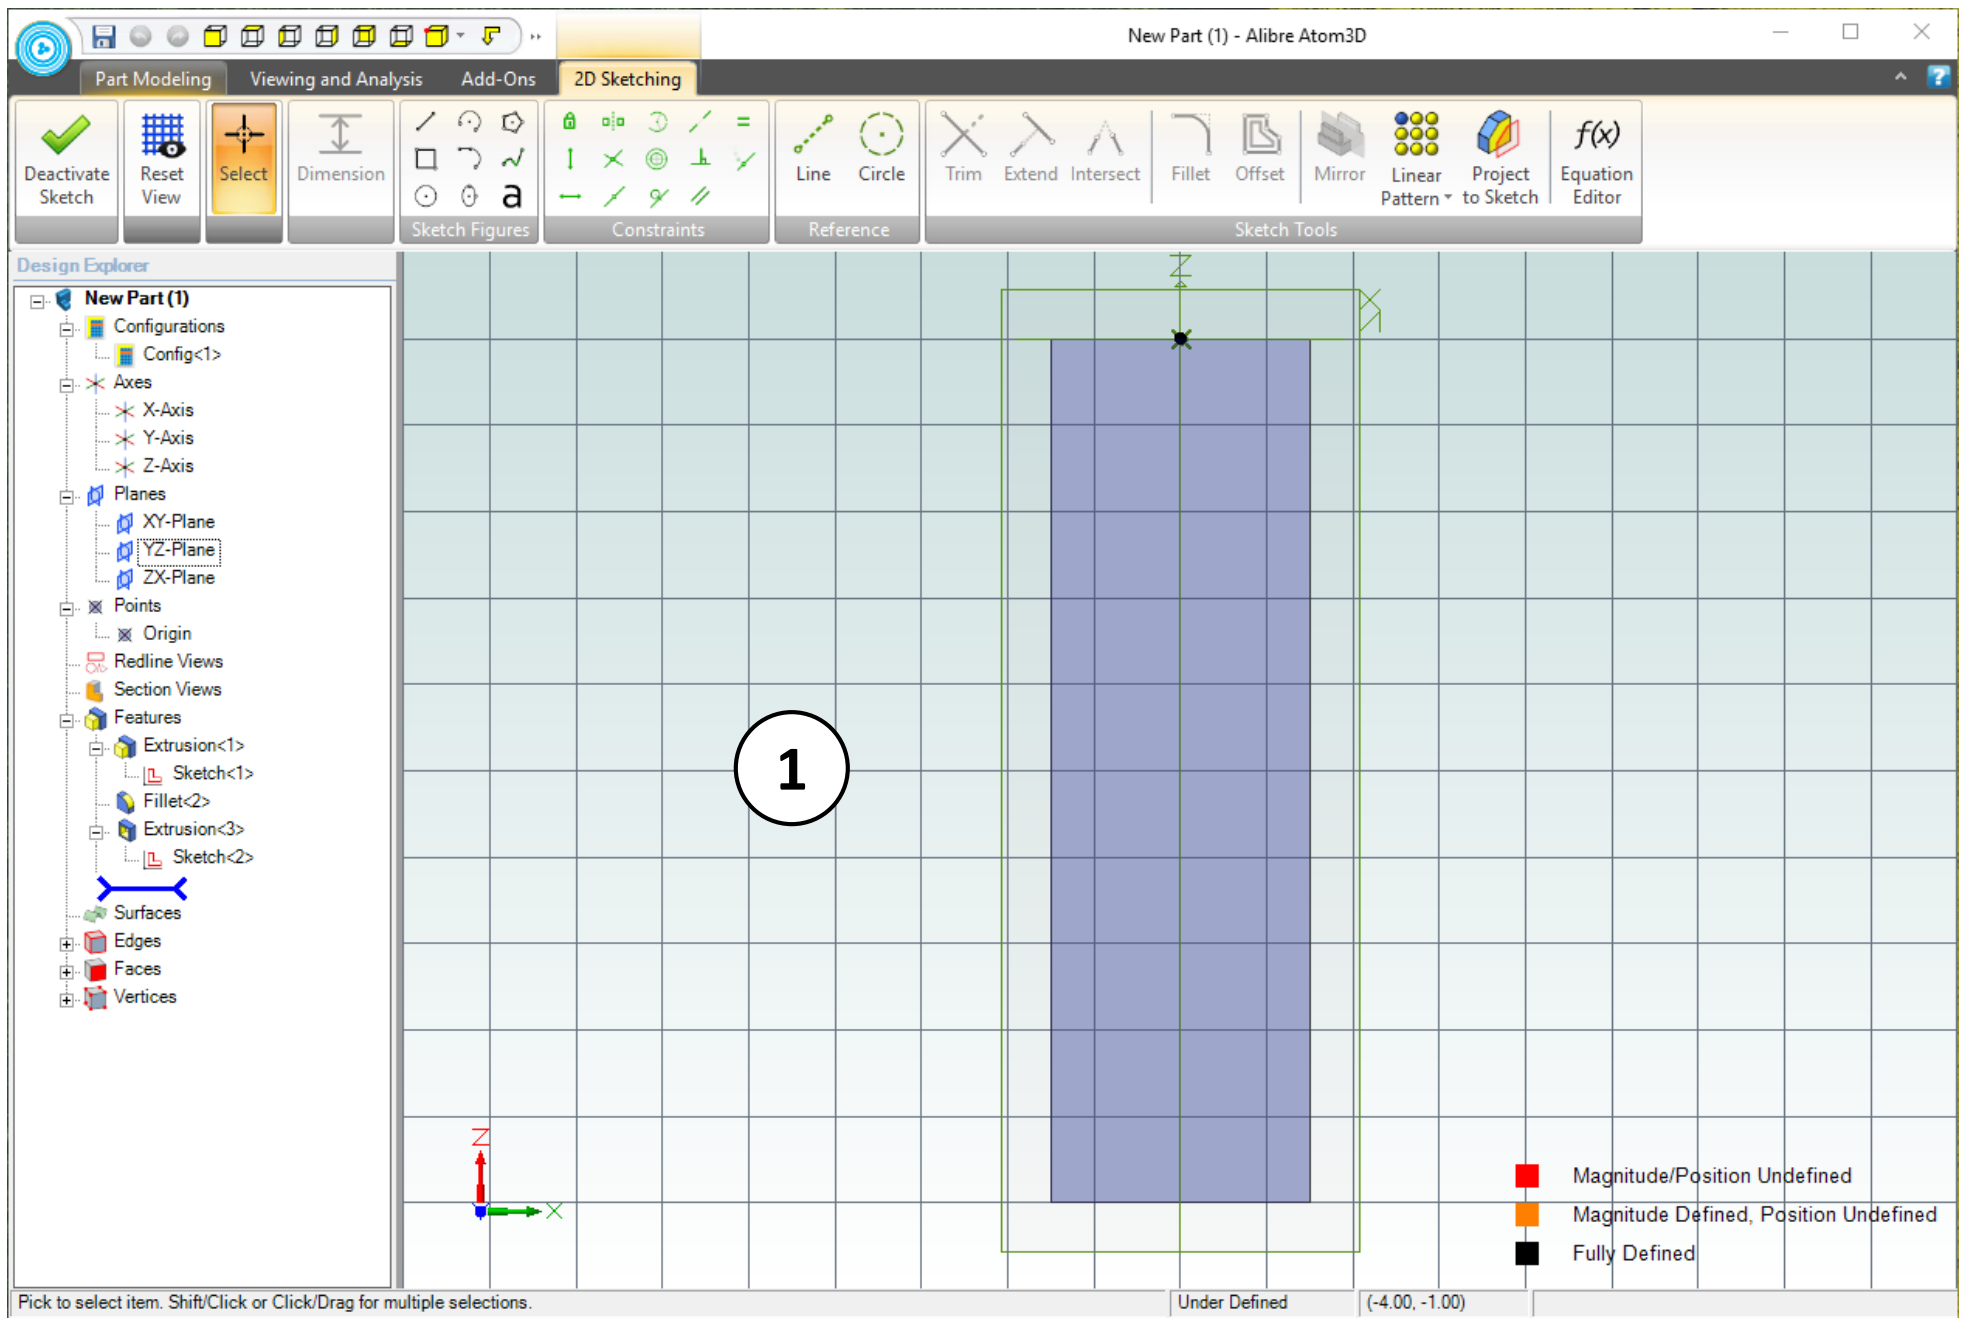 New Part (1) - Alibre Atom3D
Part Modeling
Viewing and Analysis
Add-Ons
2D Sketching
?
Deactivate Sketch
Reset View
Select
Dimension
a
Sketch Figures
Constraints
Line
Circle
Reference
Trim
Extend
Intersect
Fillet
Offset
Mirror
Linear Pattern
Project to Sketch
f(x)
Equation Editor
Sketch Tools
Design Explorer
New Part (1)
Configurations
Config<1>
Axes
X-Axis
Y-Axis
Z-Axis
Planes
XY-Plane
YZ-Plane
ZX-Plane
Points
Origin
Redline Views
Section Views
Features
Extrusion<1>
Sketch<1>
Fillet<2>
Extrusion<3>
Sketch<2>
Surfaces
Edges
Faces
Vertices
Z
1
Z
X
Magnitude/Position Undefined
Magnitude Defined, Position Undefined
Fully Defined
Pick to select item. Shift/Click or Click/Drag for multiple selections.
Under Defined
(-4.00, -1.00)